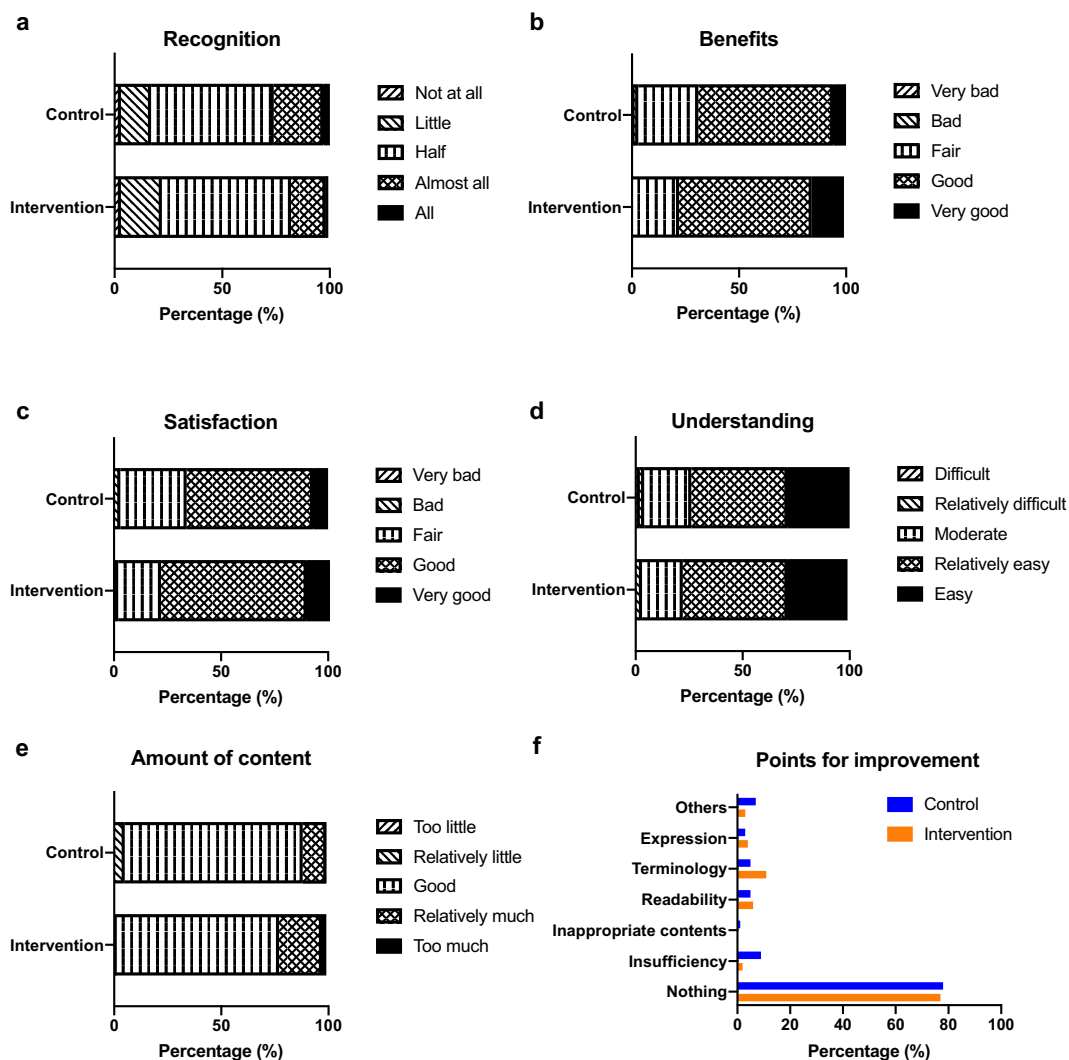 a
Recognition
Control
Intervention
0
50
100
Percentage (%)
Not at all
Little
Half
Almost all
All
b
Benefits
Control
Intervention
0
50
100
Percentage (%)
Very bad
Bad
Fair
Good
Very good
c
Satisfaction
Control
Intervention
0
50
100
Percentage (%)
Very bad
Bad
Fair
Good
Very good
d
Understanding
Control
Intervention
0
50
100
Percentage (%)
Difficult
Relatively difficult
Moderate
Relatively easy
Easy
e
Amount of content
Control
Intervention
0
50
100
Percentage (%)
Too little
Relatively little
Good
Relatively much
Too much
f
Points for improvement
Others
Expression
Terminology
Readability
Inappropriate contents
Insufficiency
Nothing
0
20
40
60
80
100
Percentage (%)
Control
Intervention